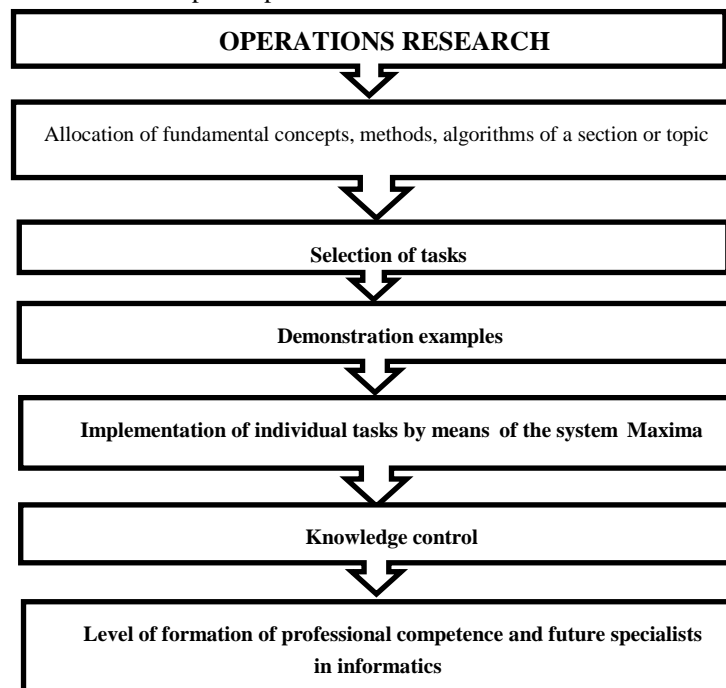 OPERATIONS RESEARCH
Allocation of fundamental concepts, methods, algorithms of a section or topic
Selection of tasks
Demonstration examples
Implementation of individual tasks by means of the system Maxima
Knowledge control
Level of formation of professional competence and future specialists
in informatics